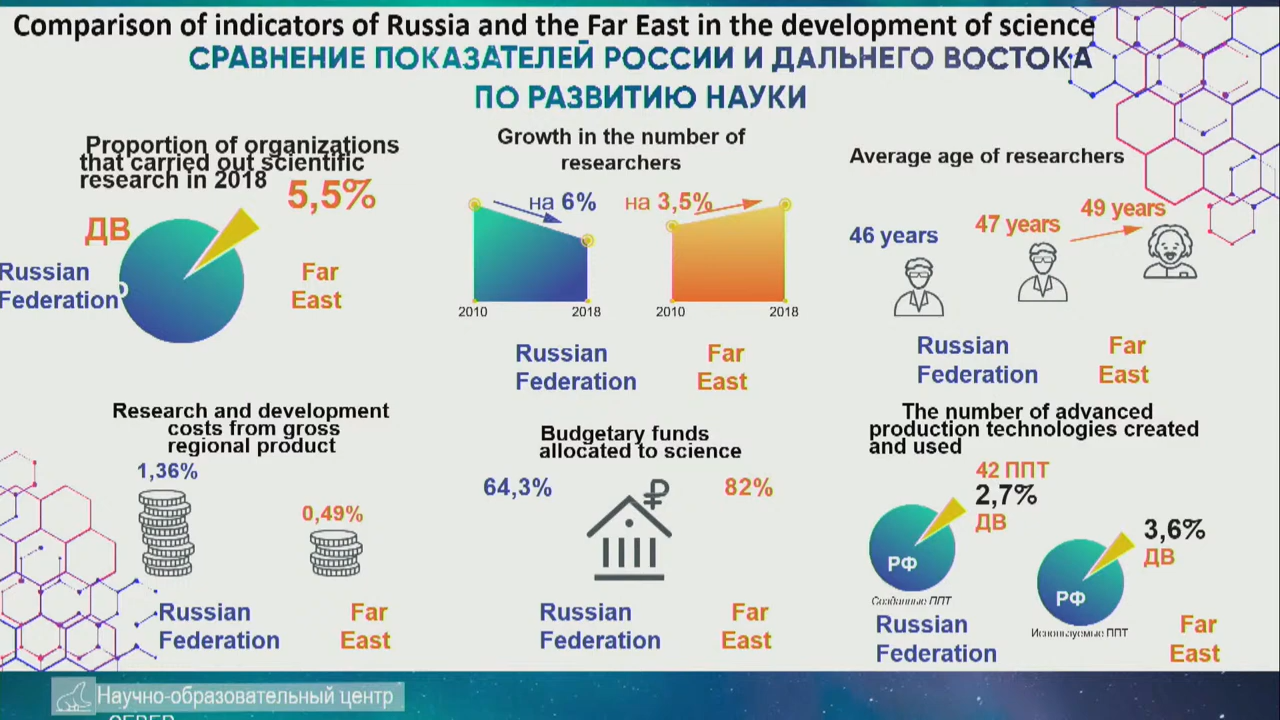 Comparison of indicators of Russia and the Far East in the development of science
СРАВНЕНИЕ ПОКАЗАТЕЛЕЙ РОССИИ И ДАЛЬНЕГО ВОСТОКА
ПО РАЗВИТИЮ НАУКИ
Proportion of organizations
that carried out scientific
research in 2018
5,5%
ДВ
Russian
Federation
Far
East
Growth in the number of
researchers
на 6%
на 3,5%
2010
2018
2010
2018
Russian
Federation
Far
East
Average age of researchers
46 years
47 years
49 years
Russian
Federation
Far
East
Research and development
costs from gross
regional product
1,36%
0,49%
Russian
Federation
Far
East
Budgetary funds
allocated to science
64,3%
82%
Russian
Federation
Far
East
The number of advanced
production technologies created
and used
42 ППТ
2,7%
ДВ
РФ
Созданные ППТ
3,6%
ДВ
РФ
Используемые ППТ
Russian
Federation
Far
East
Научно-образовательный центр